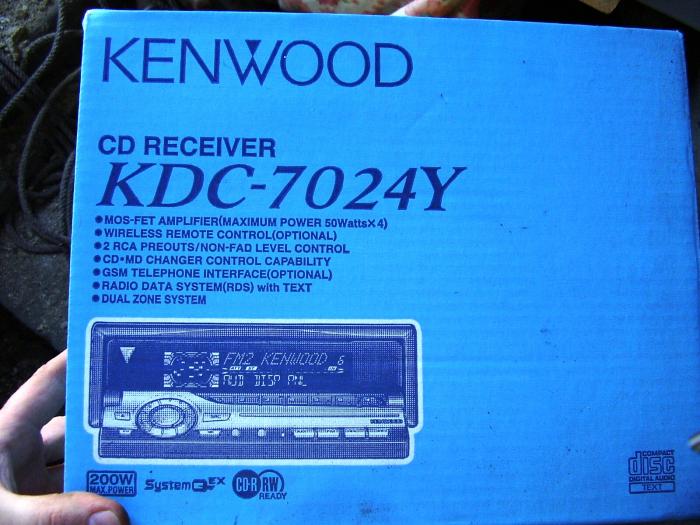 KENWOOD
CD RECEIVER
KDC-7024Y
●MOS-FET AMPLIFIER(MAXIMUM POWER 50Watts×4)
●WIRELESS REMOTE CONTROL(OPTIONAL)
●2 RCA PREOUTS/NON-FAD LEVEL CONTROL
●CD•MD CHANGER CONTROL CAPABILITY
●GSM TELEPHONE INTERFACE(OPTIONAL)
●RADIO DATA SYSTEM(RDS) with TEXT
●DUAL ZONE SYSTEM
FM2 KENWOOD 6
AUD DISP ANL
200W
MAX.POWER
System Q EX
CD-R RW
READY
COMPACT
disc
DIGITAL AUDIO
TEXT